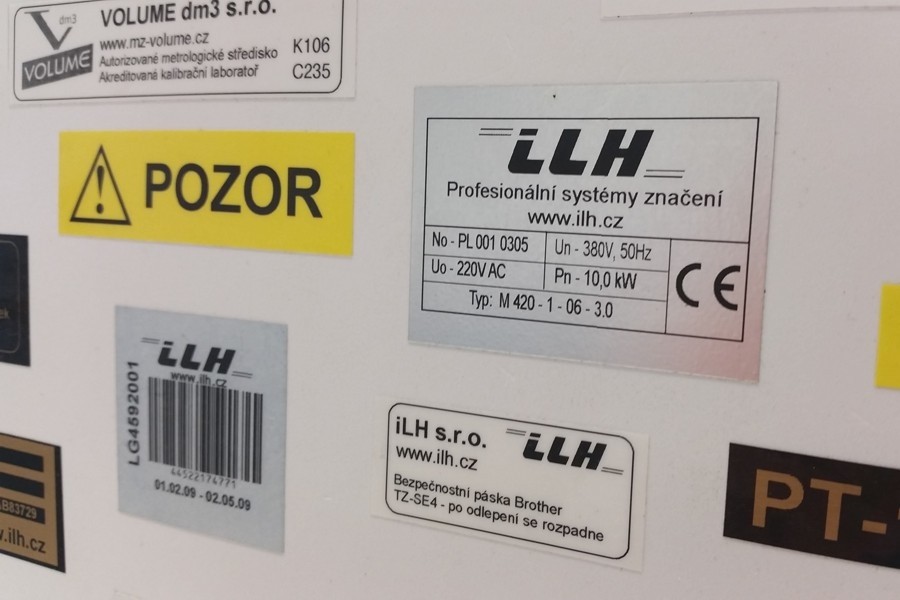 dm3
VOLUME
VOLUME dm3 s.r.o.
www.mz-volume.cz
Autorizované metrologické středisko K106
Akreditovaná kalibrační laboratoř C235
POZOR
iLH
Profesionální systémy značení
www.ilh.cz
No - PL 001 0305 Un - 380V, 50Hz
Uo - 220V AC Pn - 10,0 kW
Typ: M 420 - 1 - 06 - 3.0
CE
iLH
www.ilh.cz
LG4592001
44522174771
01.02.09 - 02.05.09
iLH s.r.o. iLH
www.ilh.cz
Bezpečnostní páska Brother
TZ-SE4 - po odlepení se rozpadne
AB83729
w.ilh.cz
PT-